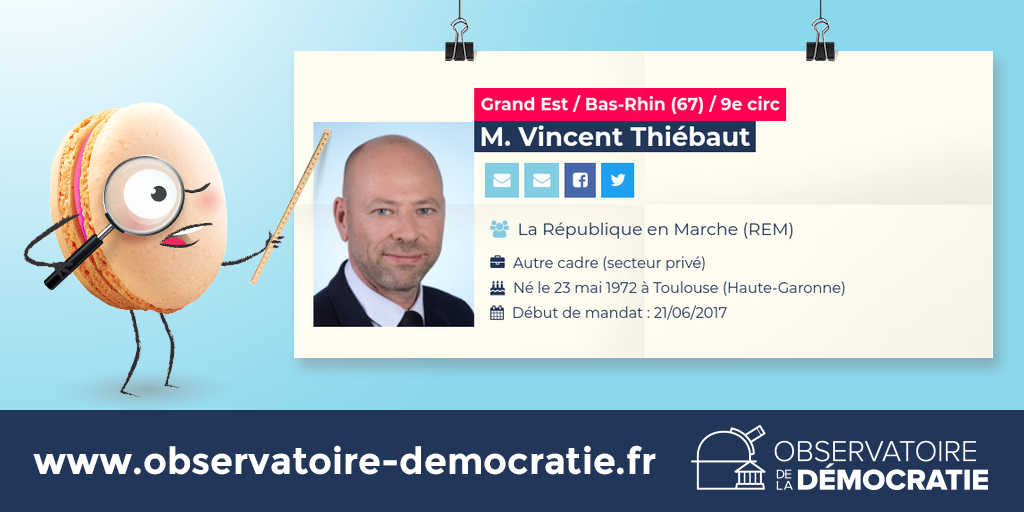 Grand Est / Bas-Rhin (67) / 9e circ
M. Vincent Thiébaut
La République en Marche (REM)
Autre cadre (secteur privé)
Né le 23 mai 1972 à Toulouse (Haute-Garonne)
Début de mandat : 21/06/2017
www.observatoire-democratie.fr
OBSERVATOIRE
DE LA DÉMOCRATIE